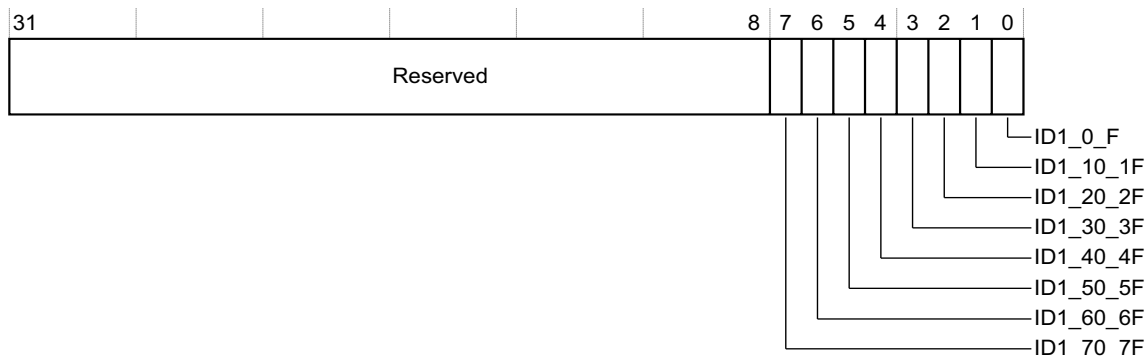 31 8 7 6 5 4 3 2 1 0
Reserved
ID1_0_F
ID1_10_1F
ID1_20_2F
ID1_30_3F
ID1_40_4F
ID1_50_5F
ID1_60_6F
ID1_70_7F